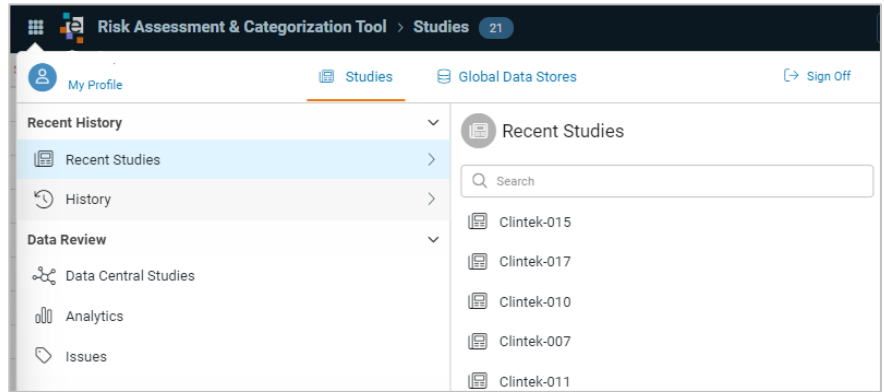 Risk Assessment & Categorization Tool > Studies 21
My Profile
Studies
Global Data Stores
Sign Off
Recent History
Recent Studies
History
Data Review
Data Central Studies
Analytics
Issues
Recent Studies
Search
Clintek-015
Clintek-017
Clintek-010
Clintek-007
Clintek-011